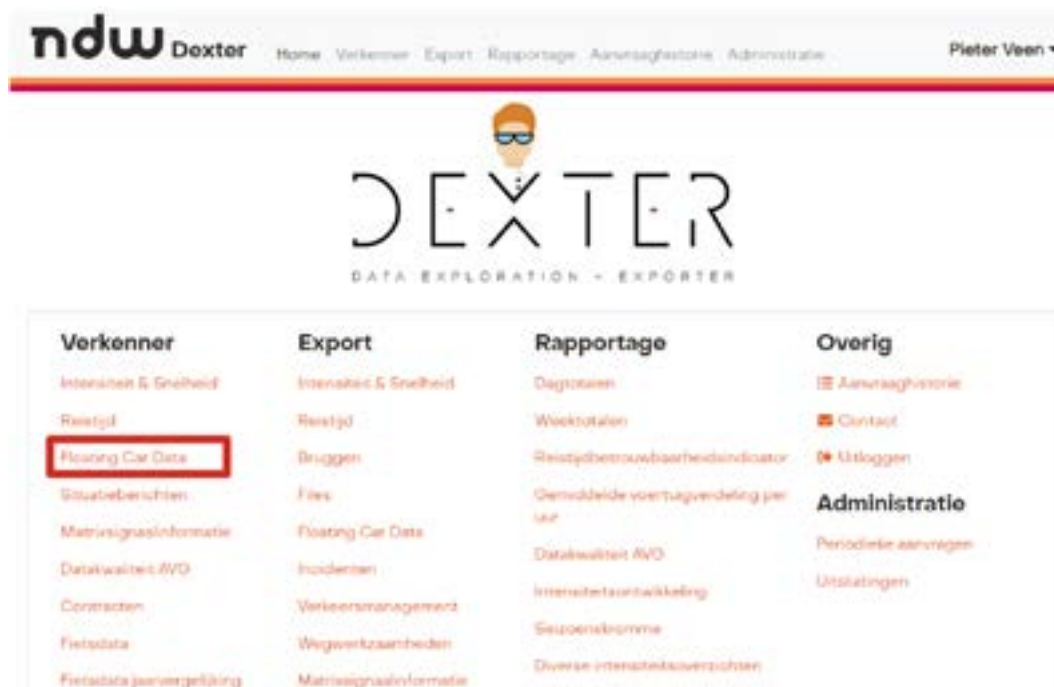 ndw Dexter Home Verkenner Export Rapportage Aanvraaghistorie Administratie Pieter Veen
DEXTER
DATA EXPLORATION - EXPORTER
Verkenner
Intensiteit & Snelheid
Reistijd
Floating Car Data
Situatieberichten
Matrixsignaalinformatie
Datakwaliteit AVO
Contracten
Fietsdata
Fietsdata jaarvergelijking
Export
Intensiteit & Snelheid
Reistijd
Bruggen
Files
Floating Car Data
Incidenten
Verkeersmanagement
Wegwerkzaamheden
Matrixsignaalinformatie
Rapportage
Dagtotalen
Weektotalen
Reistijdbetrouwbaarheidsindicator
Gemiddelde voertuigverdeling per
uur
Datakwaliteit AVO
Intensiteitsontwikkeling
Seizoenskromme
Diverse intensiteitsoverzichten
Overig
Aanvraaghistorie
Contact
Uitloggen
Administratie
Periodieke aanvragen
Uitsluitingen